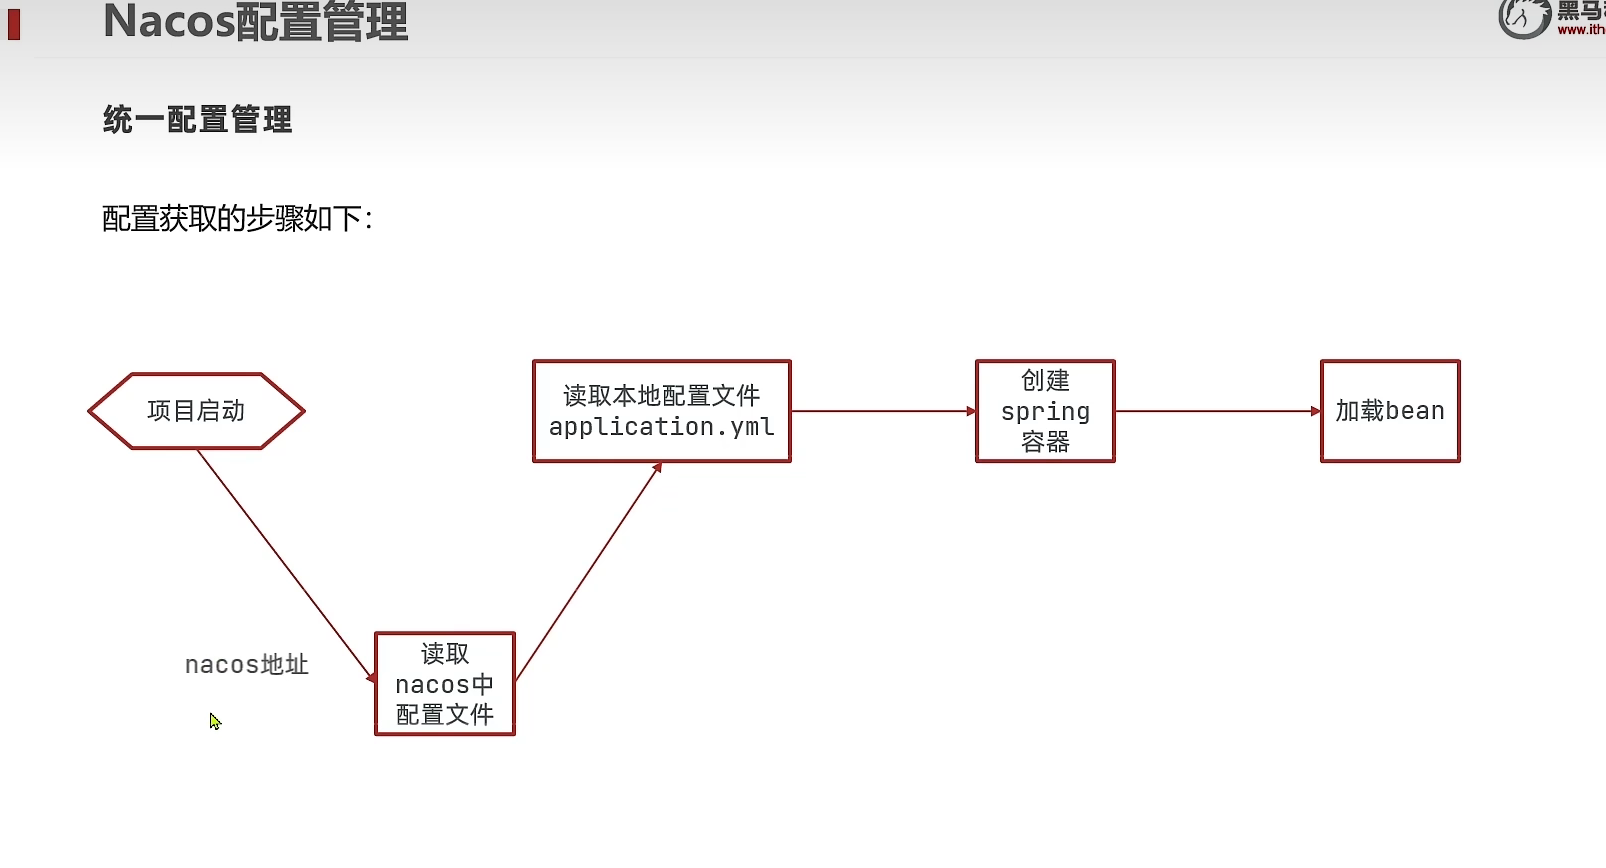 Nacos配置管理
黑马
www.ith
统一配置管理
配置获取的步骤如下：
项目启动
读取本地配置文件
application.yml
创建
spring
容器
加载bean
nacos地址
读取
nacos中
配置文件